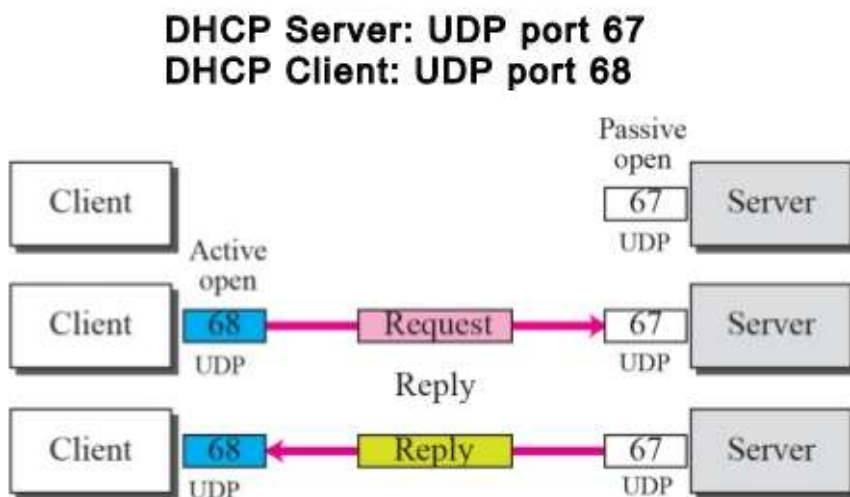 DHCP Server: UDP port 67
DHCP Client: UDP port 68
Passive
open
Client 67 Server
UDP
Active
open
Client 68 Request 67 Server
UDP UDP
Reply
Client 68 Reply 67 Server
UDP UDP